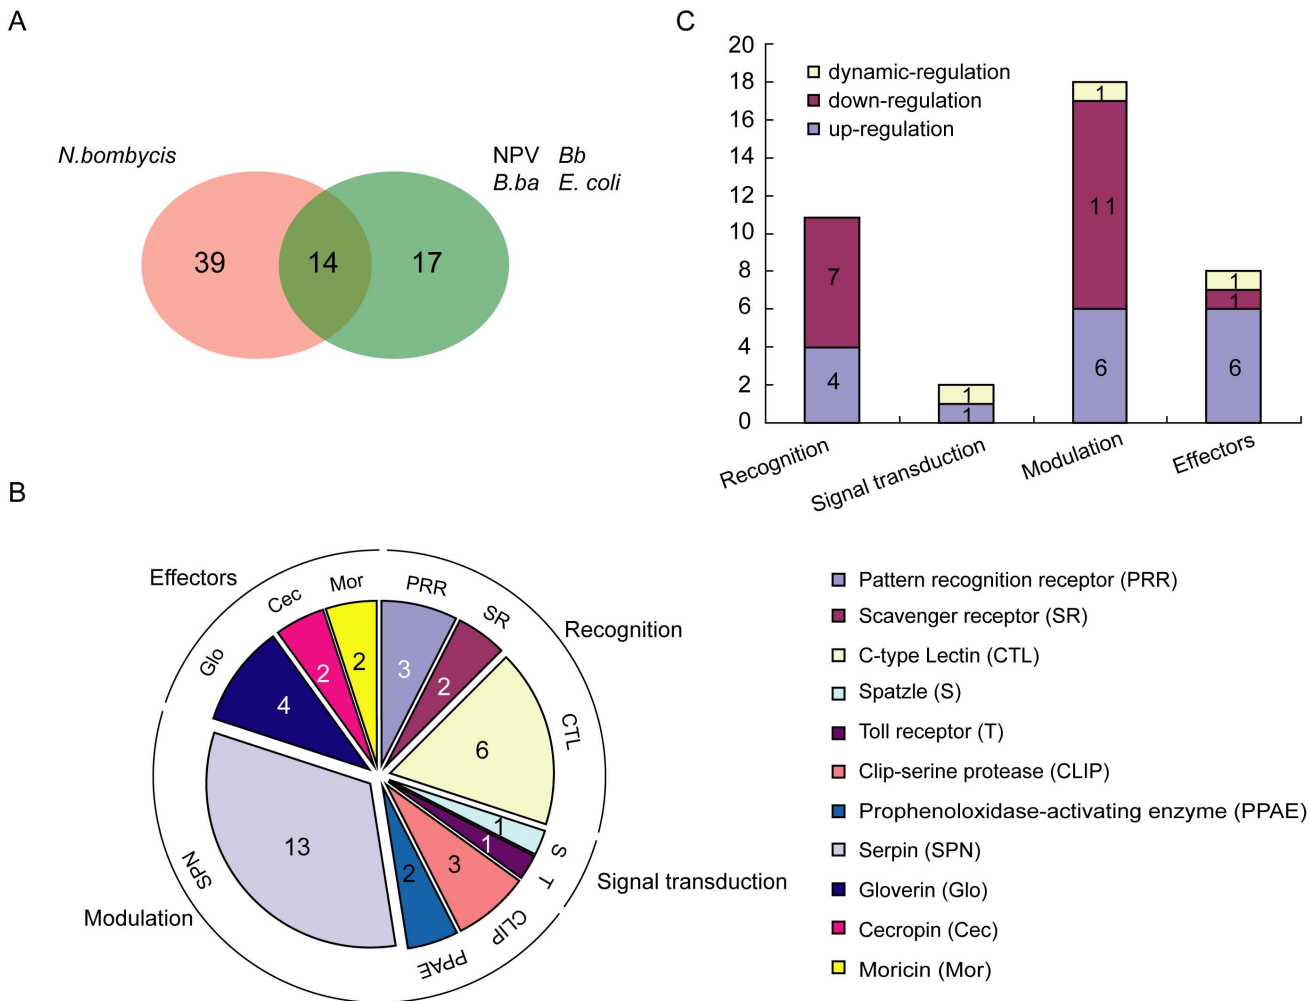 A
N.bombycis
NPV Bb
B.ba E. coli
39
14
17
C
20
18
16
14
12
10
8
6
4
2
0
dynamic-regulation
down-regulation
up-regulation
7
4
1
1
1
11
6
1
1
6
Recognition
Signal transduction
Modulation
Effectors
B
Effectors
Recognition
Signal transduction
Modulation
Mor
PRR
SR
CTL
S
T
CLIP
PPAE
SPN
Glo
Cec
2
3
2
6
1
1
3
2
13
4
2
Pattern recognition receptor (PRR)
Scavenger receptor (SR)
C-type Lectin (CTL)
Spatzle (S)
Toll receptor (T)
Clip-serine protease (CLIP)
Prophenoloxidase-activating enzyme (PPAE)
Serpin (SPN)
Gloverin (Glo)
Cecropin (Cec)
Moricin (Mor)